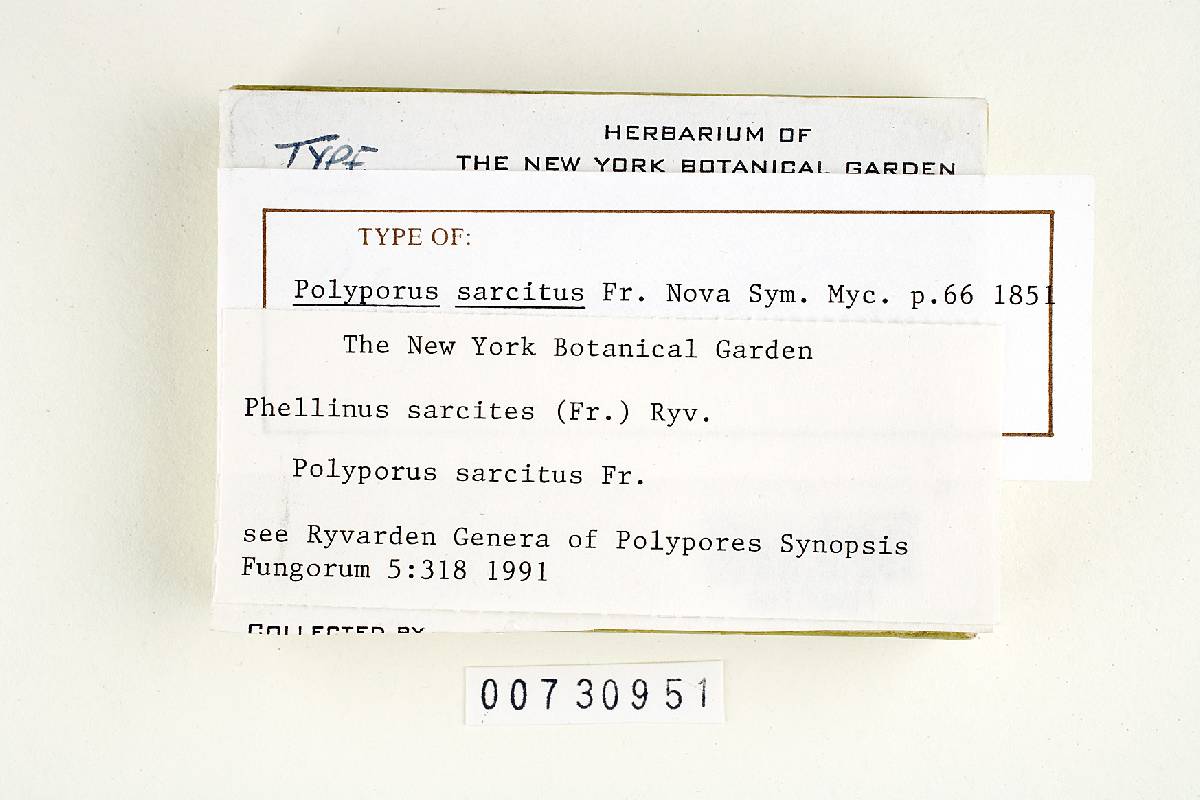 TYPE
HERBARIUM OF
THE NEW YORK BOTANICAL GARDEN
TYPE OF:
Polyporus sarcitus Fr. Nova Sym. Myc. p.66 1851
The New York Botanical Garden
Phellinus sarcites (Fr.) Ryv.
Polyporus sarcitus Fr.
see Ryvarden Genera of Polypores Synopsis
Fungorum 5:318 1991
COLLECTED BY
00730951